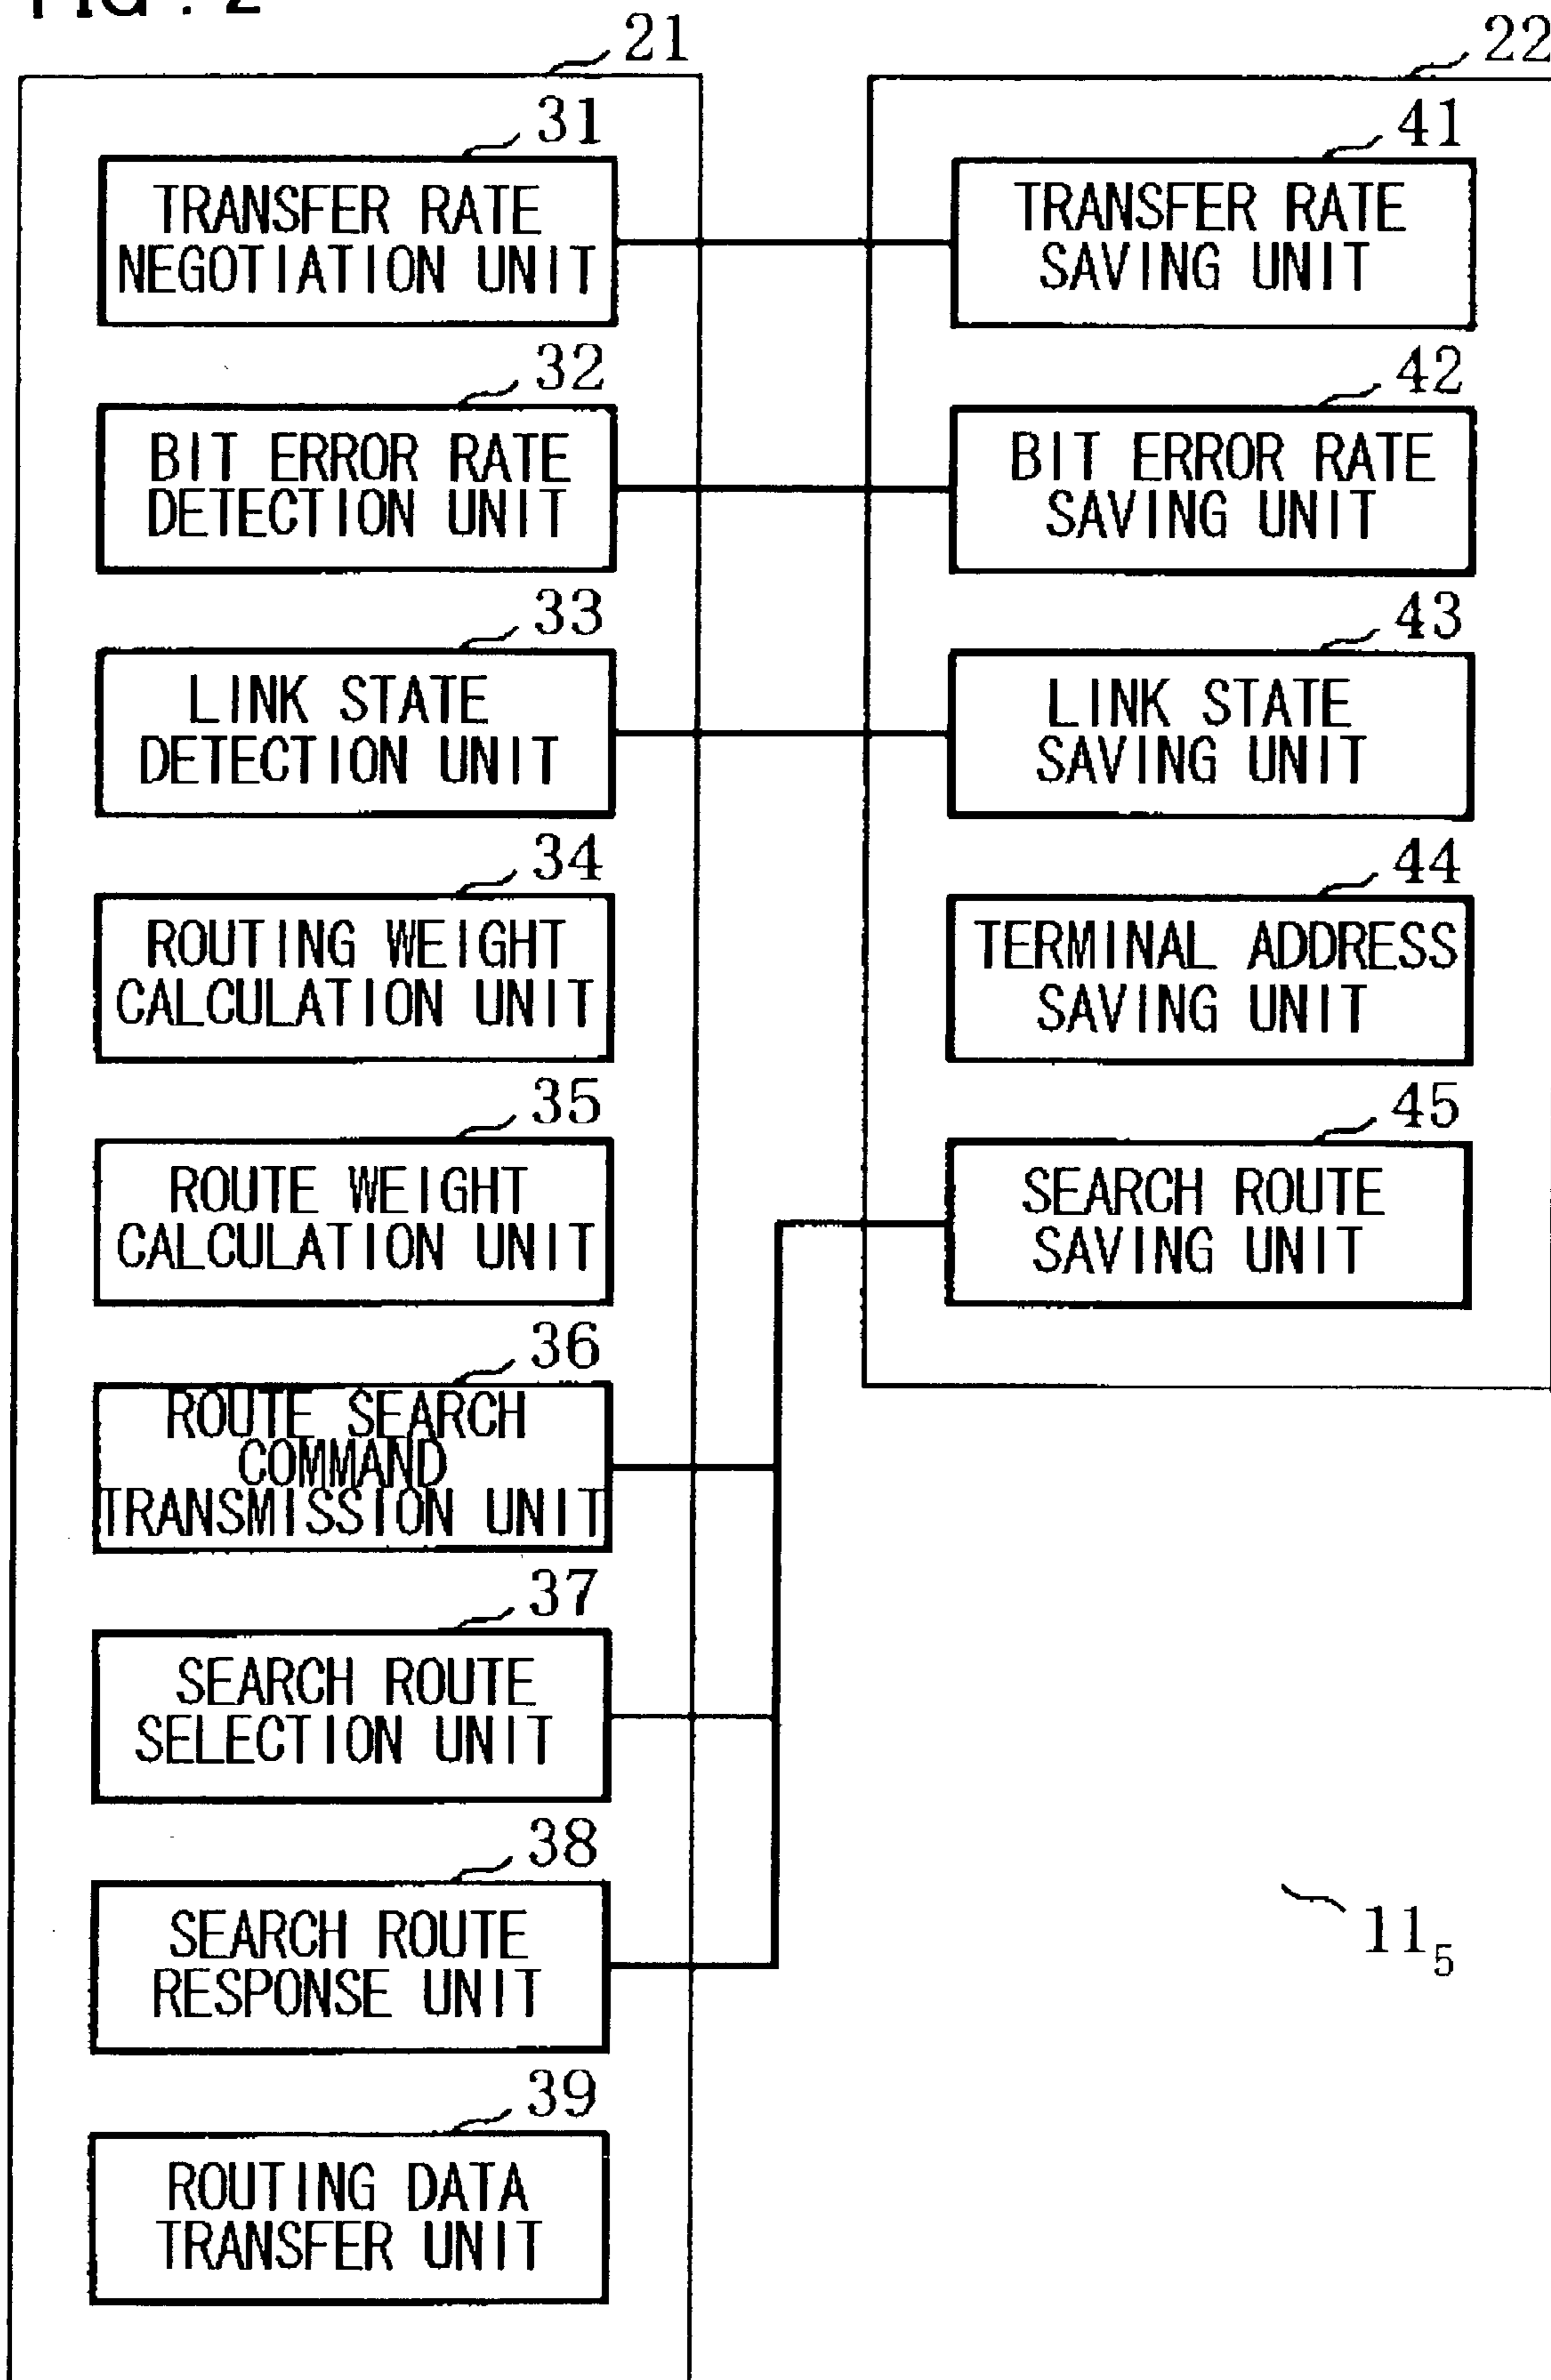 FIG. 2
21
22
31
TRANSFER RATE
NEGOTIATION UNIT
41
TRANSFER RATE
SAVING UNIT
32
BIT ERROR RATE
DETECTION UNIT
42
BIT ERROR RATE
SAVING UNIT
33
LINK STATE
DETECTION UNIT
43
LINK STATE
SAVING UNIT
34
ROUTING WEIGHT
CALCULATION UNIT
44
TERMINAL ADDRESS
SAVING UNIT
35
ROUTE WEIGHT
CALCULATION UNIT
45
SEARCH ROUTE
SAVING UNIT
36
ROUTE SEARCH
COMMAND
TRANSMISSION UNIT
37
SEARCH ROUTE
SELECTION UNIT
38
SEARCH ROUTE
RESPONSE UNIT
11₅
39
ROUTING DATA
TRANSFER UNIT